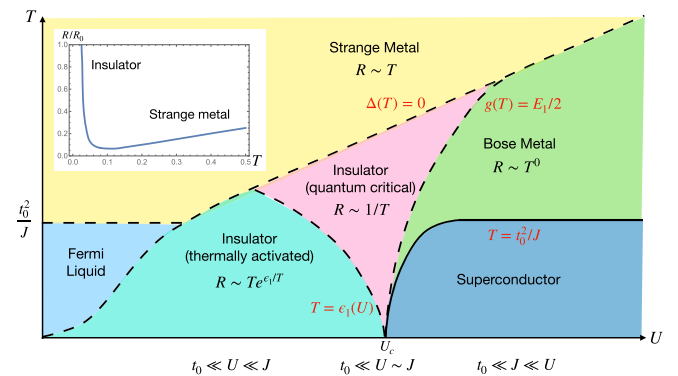 T
R/R₀
1.0
0.8
0.6
0.4
0.2
0.0
0.0
0.1
0.2
0.3
0.4
0.5
T
Insulator
Strange metal
Strange Metal
R ∼ T
Δ(T) = 0
g(T) = E₁/2
Bose Metal
R ∼ T⁰
Insulator
(quantum critical)
R ∼ 1/T
t₀²/J
Fermi
Liquid
Insulator
(thermally activated)
R ∼ Te^{ϵ₁/T}
T = t₀²/J
Superconductor
T = ϵ₁(U)
U_c
U
t₀ ≪ U ≪ J
t₀ ≪ U ∼ J
t₀ ≪ J ≪ U